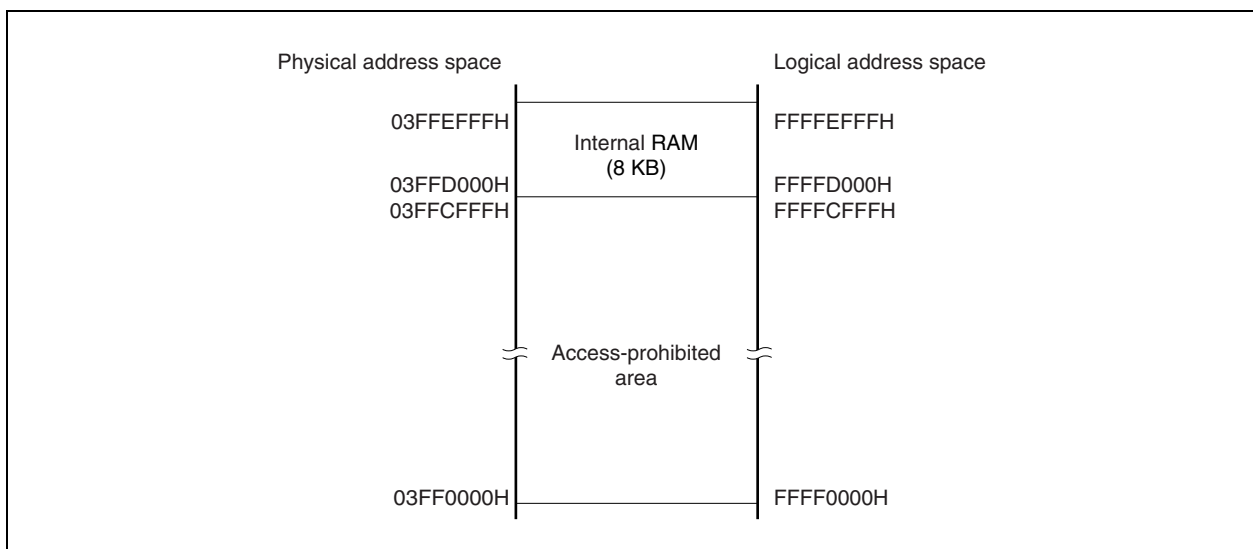 Physical address space
Logical address space
03FFEFFFH
FFFFEFFFH
Internal RAM
(8 KB)
03FFD000H
FFFFD000H
03FFCFFFH
FFFFCFFFH
Access-prohibited
area
03FF0000H
FFFF0000H